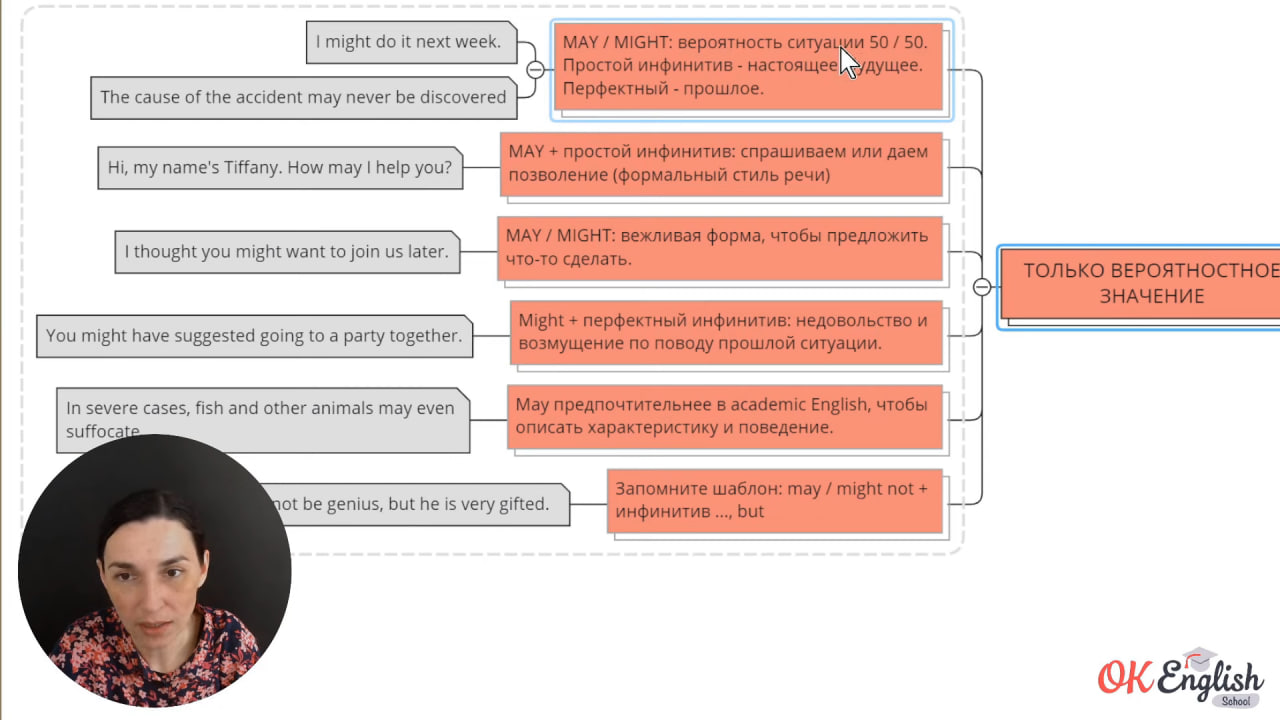 I might do it next week.
The cause of the accident may never be discovered
MAY / MIGHT: вероятность ситуации 50 / 50.
Простой инфинитив - настоящее удущее.
Перфектный - прошлое.
Hi, my name's Tiffany. How may I help you?
MAY + простой инфинитив: спрашиваем или даем
позволение (формальный стиль речи)
I thought you might want to join us later.
MAY / MIGHT: вежливая форма, чтобы предложить
что-то сделать.
You might have suggested going to a party together.
Might + перфектный инфинитив: недовольство и
возмущение по поводу прошлой ситуации.
In severe cases, fish and other animals may even
suffocate
May предпочтительнее в academic English, чтобы
описать характеристику и поведение.
not be genius, but he is very gifted.
Запомните шаблон: may / might not +
инфинитив ..., but
ТОЛЬКО ВЕРОЯТНОСТНОЕ
ЗНАЧЕНИЕ
OK English
School